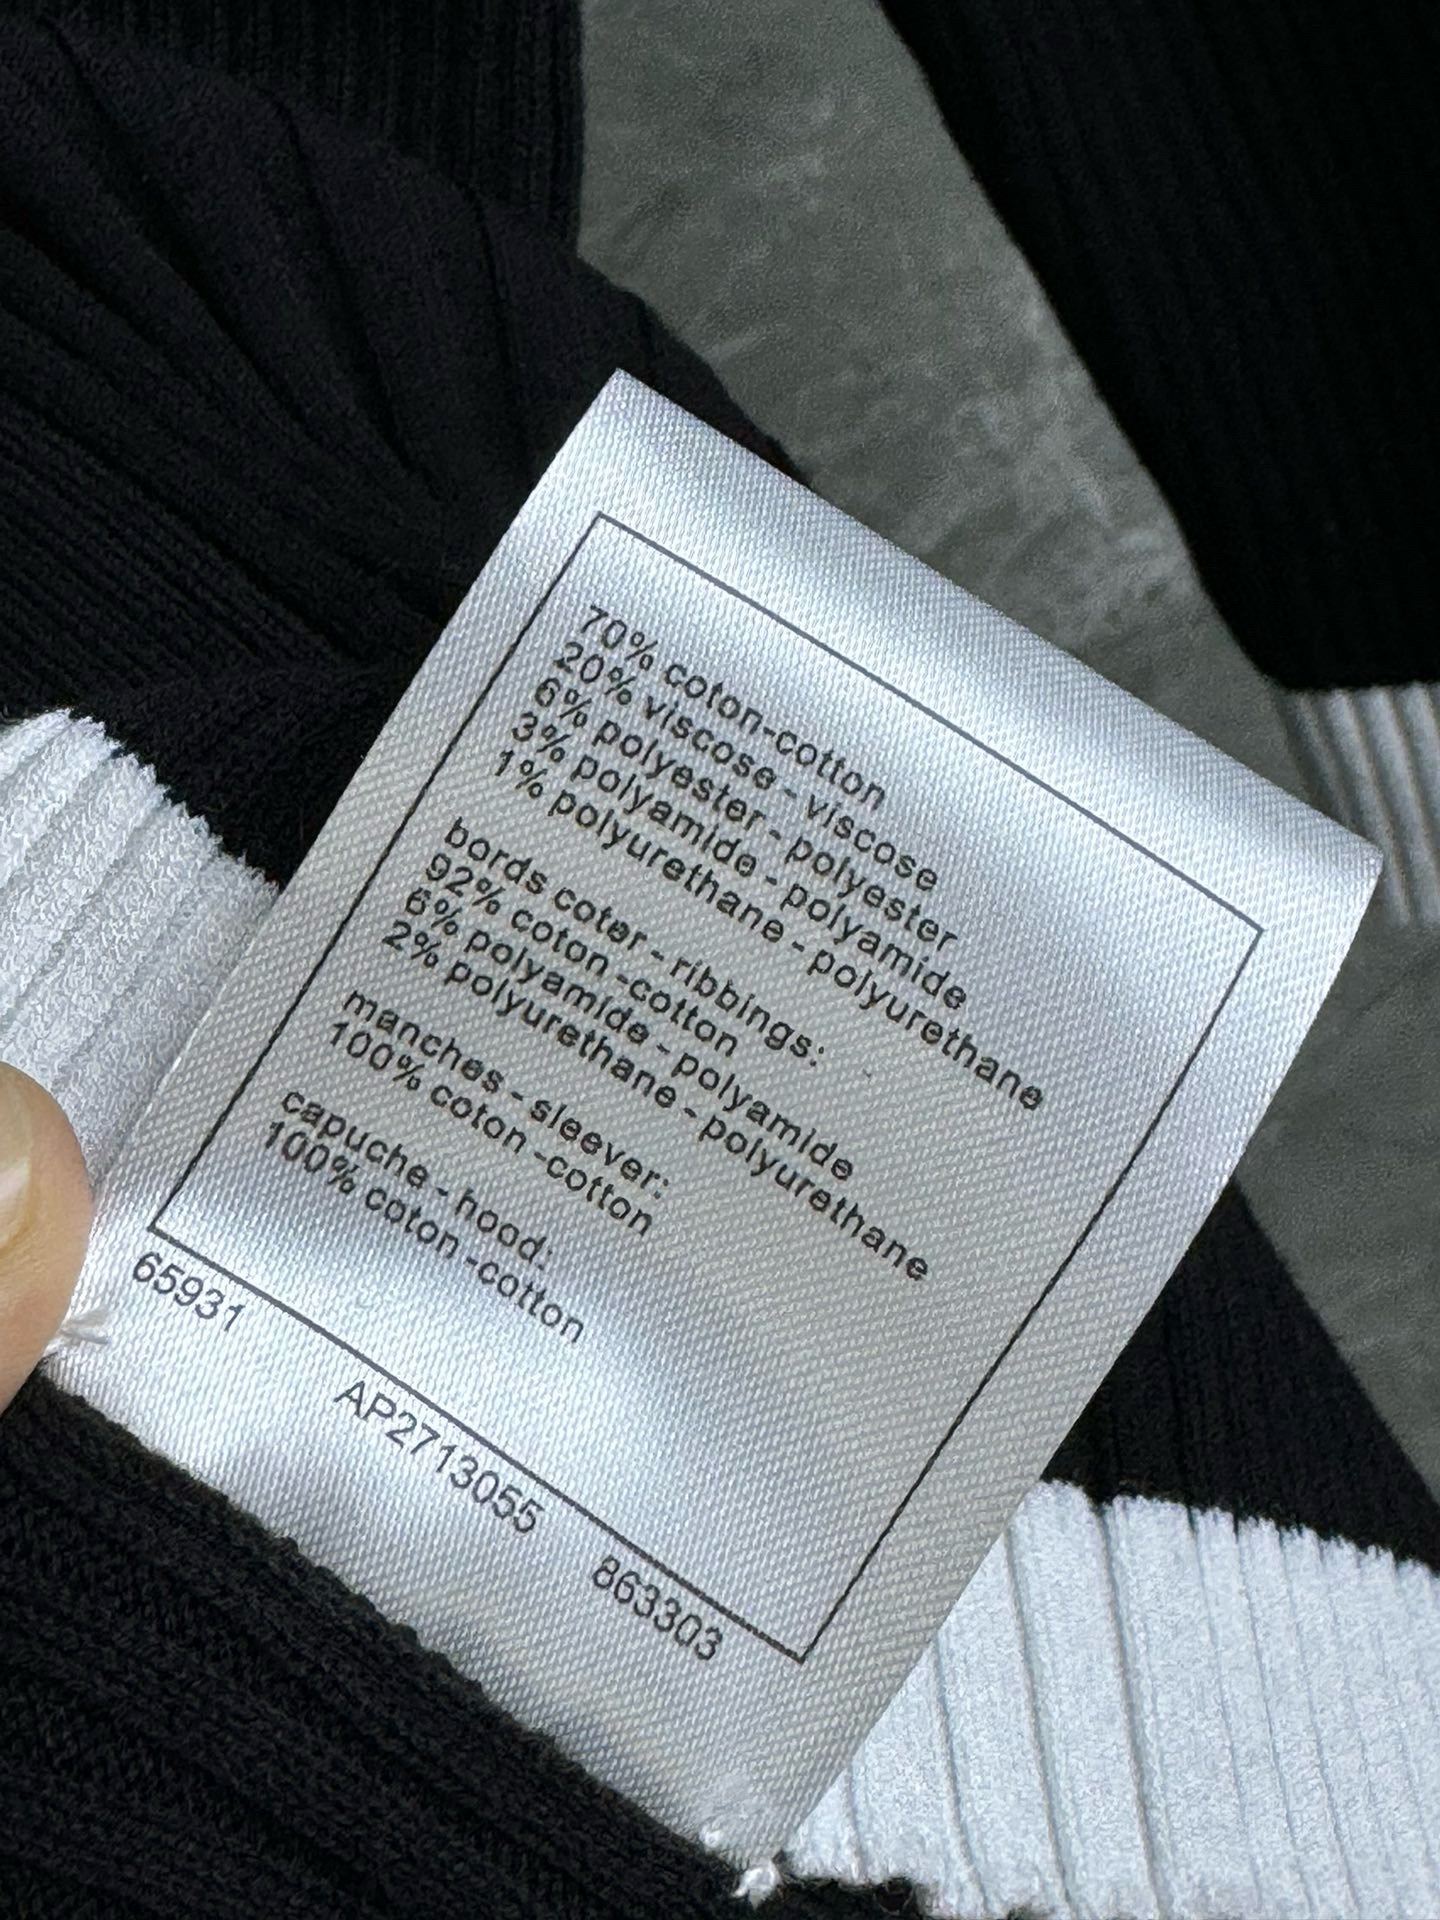 70% coton-cotton
20% viscose - viscose
6% polyester - polyester
3% polyamide - polyamide
1% polyurethane - polyurethane
bords coter - ribbings:
92% coton -cotton
6% polyamide - polyamide
2% polyurethane - polyurethane
manches - sleever:
100% coton -cotton
capuche - hood:
100% coton -cotton
65931 AP2713055 863303